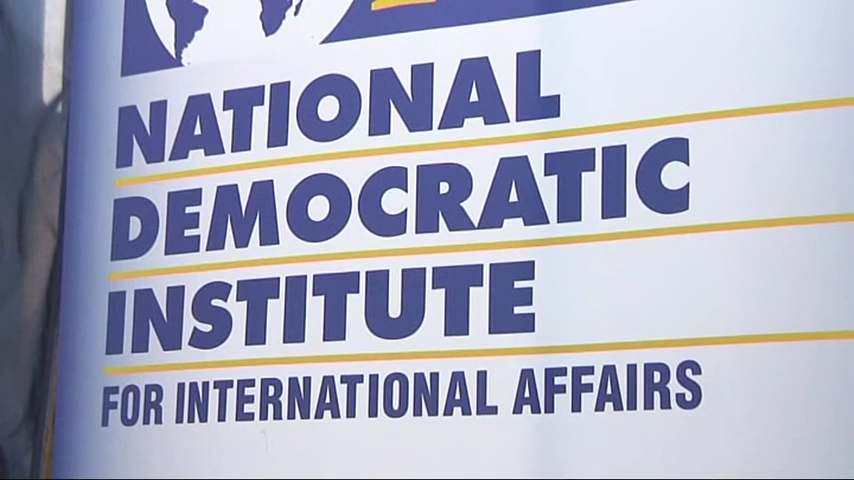 NATIONAL
DEMOCRATIC
INSTITUTE
FOR INTERNATIONAL AFFAIRS